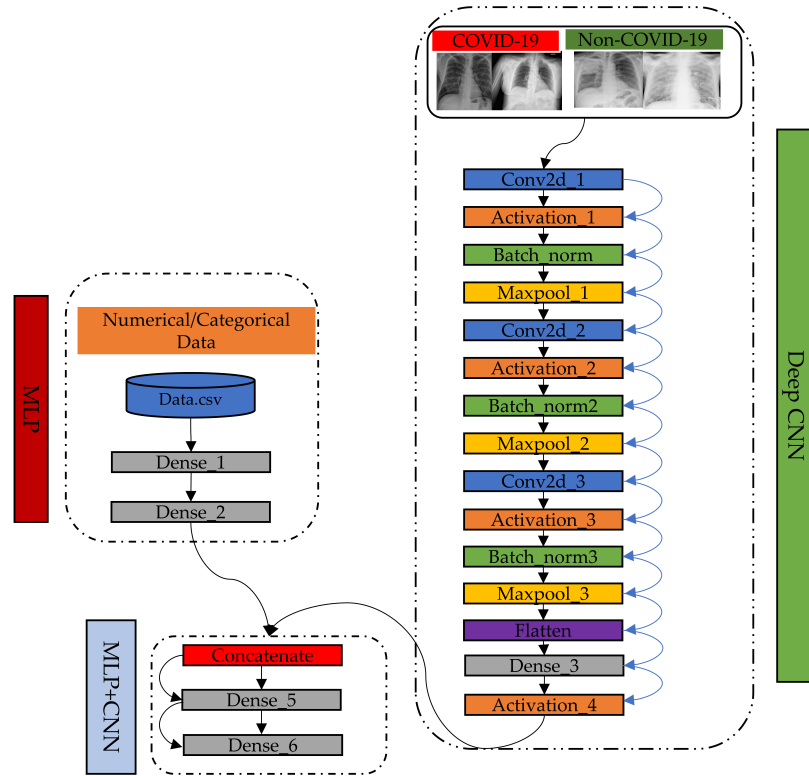 COVID-19
Non-COVID-19
Conv2d_1
Activation_1
Batch_norm
Maxpool_1
Conv2d_2
Activation_2
Batch_norm2
Maxpool_2
Conv2d_3
Activation_3
Batch_norm3
Maxpool_3
Flatten
Dense_3
Activation_4
Deep CNN
MLP
Numerical/Categorical
Data
Data.csv
Dense_1
Dense_2
MLP+CNN
Concatenate
Dense_5
Dense_6